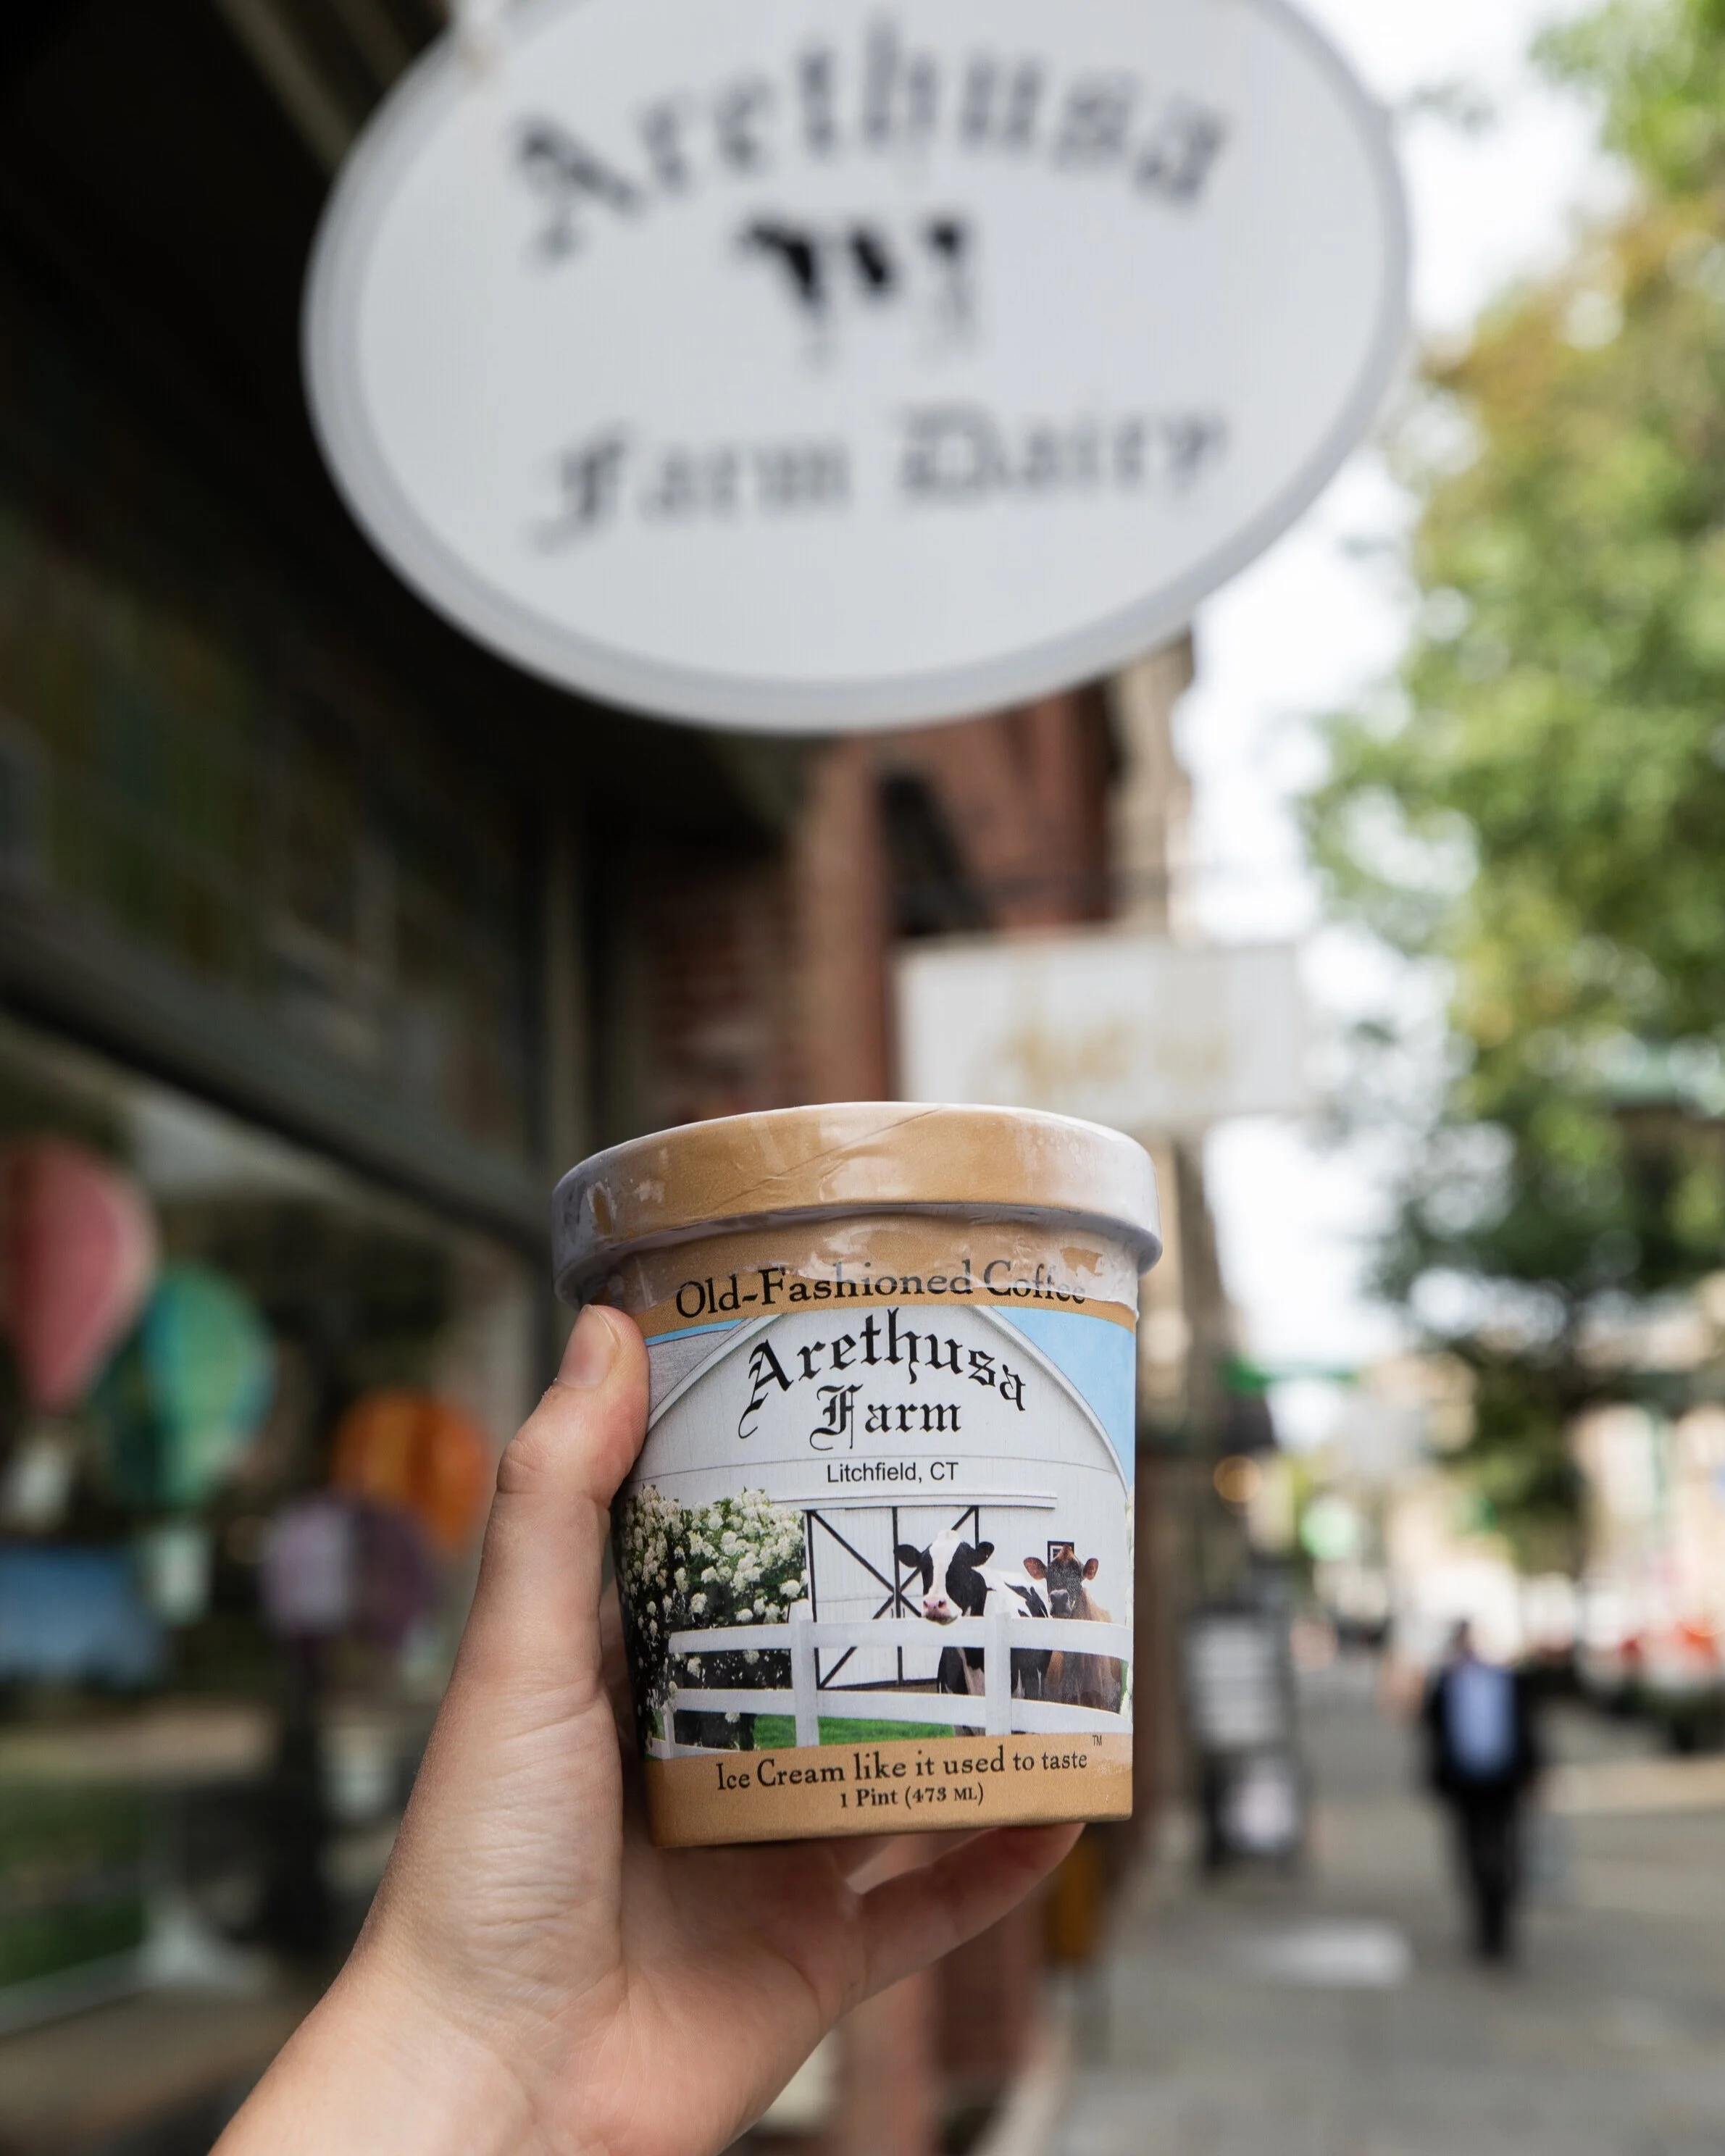 Arethusa
Farm Dairy
Old-Fashioned Coffee
Arethusa
Farm
Litchfield, CT
Ice Cream like it used to taste™
1 Pint (473 ML)